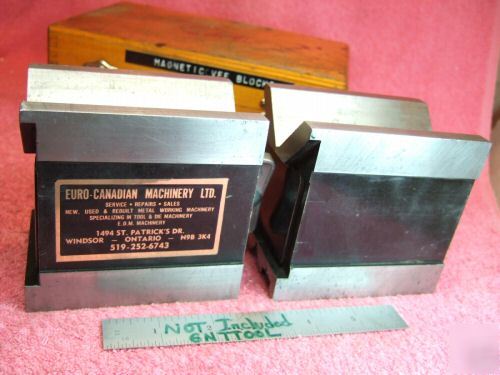 MAGNETIC VEE BLOCKS
EURO-CANADIAN MACHINERY LTD.
SERVICE • REPAIRS • SALES
NEW, USED & REBUILT METAL WORKING MACHINERY
SPECIALIZING IN TOOL & DIE MACHINERY
E.D.M. MACHINERY
1494 ST. PATRICK'S DR.
WINDSOR — ONTARIO — N9B 3K4
519-252-6743
NOT Included
GNTTOOL